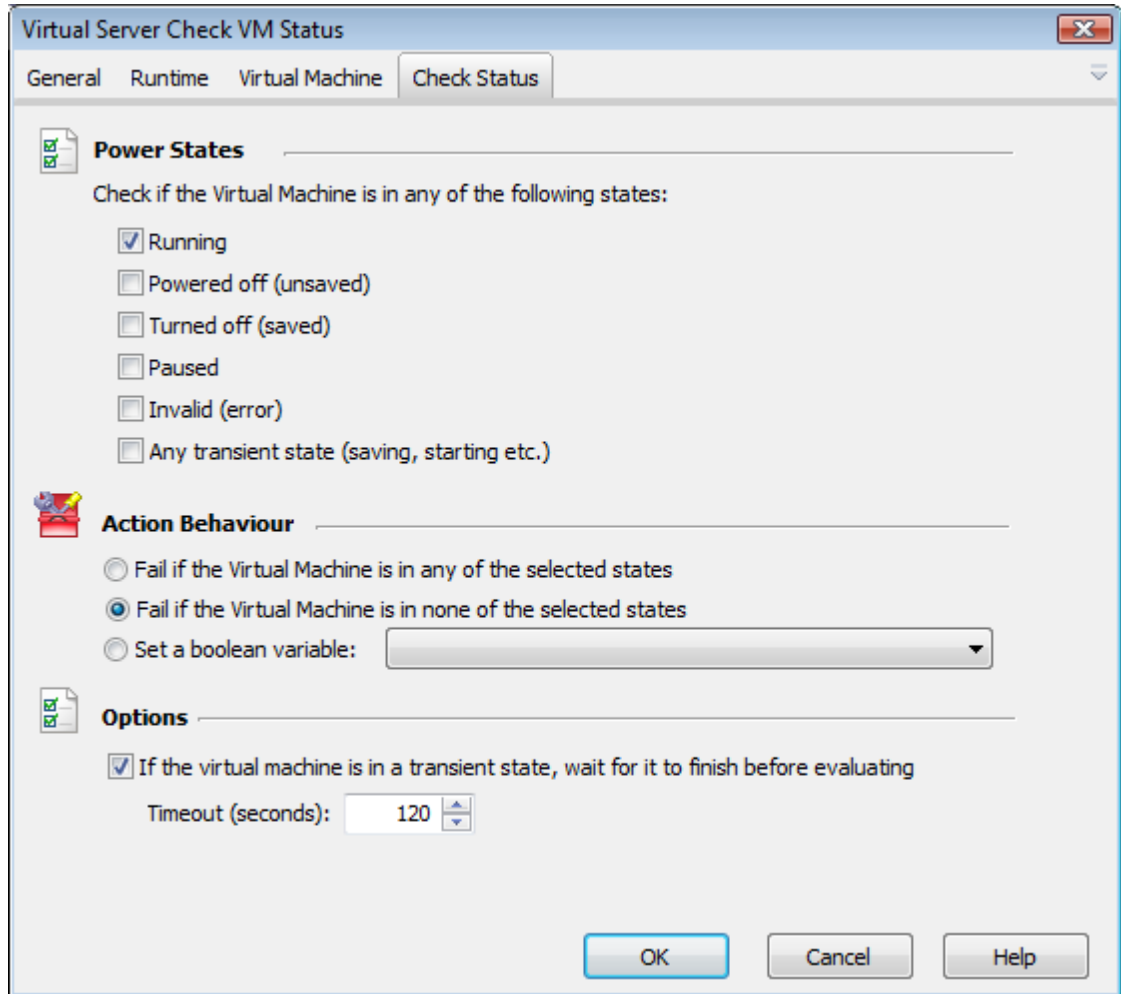 Virtual Server Check VM Status
General Runtime Virtual Machine Check Status
Power States
Check if the Virtual Machine is in any of the following states:
Running
Powered off (unsaved)
Turned off (saved)
Paused
Invalid (error)
Any transient state (saving, starting etc.)
Action Behaviour
Fail if the Virtual Machine is in any of the selected states
Fail if the Virtual Machine is in none of the selected states
Set a boolean variable:
Options
If the virtual machine is in a transient state, wait for it to finish before evaluating
Timeout (seconds): 120
OK Cancel Help